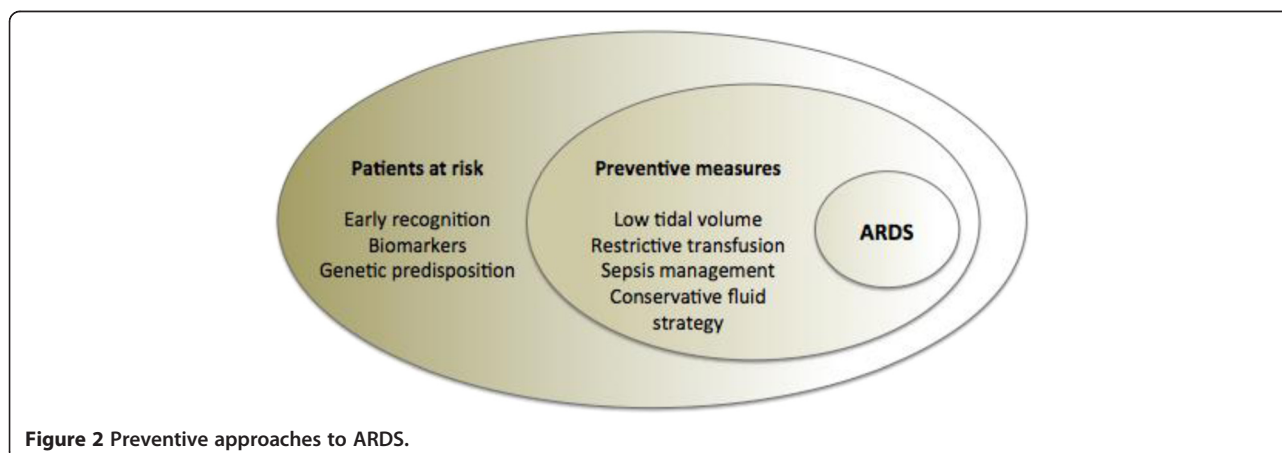 Patients at risk
Early recognition
Biomarkers
Genetic predisposition
Preventive measures
Low tidal volume
Restrictive transfusion
Sepsis management
Conservative fluid
strategy
ARDS
Figure 2 Preventive approaches to ARDS.